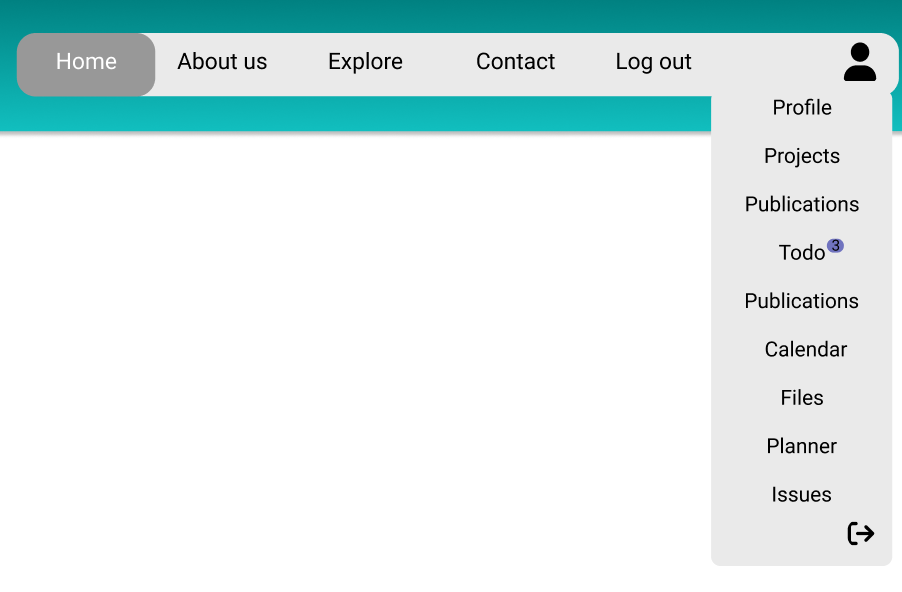 Home About us Explore Contact Log out
Profile
Projects
Publications
Todo 3
Publications
Calendar
Files
Planner
Issues